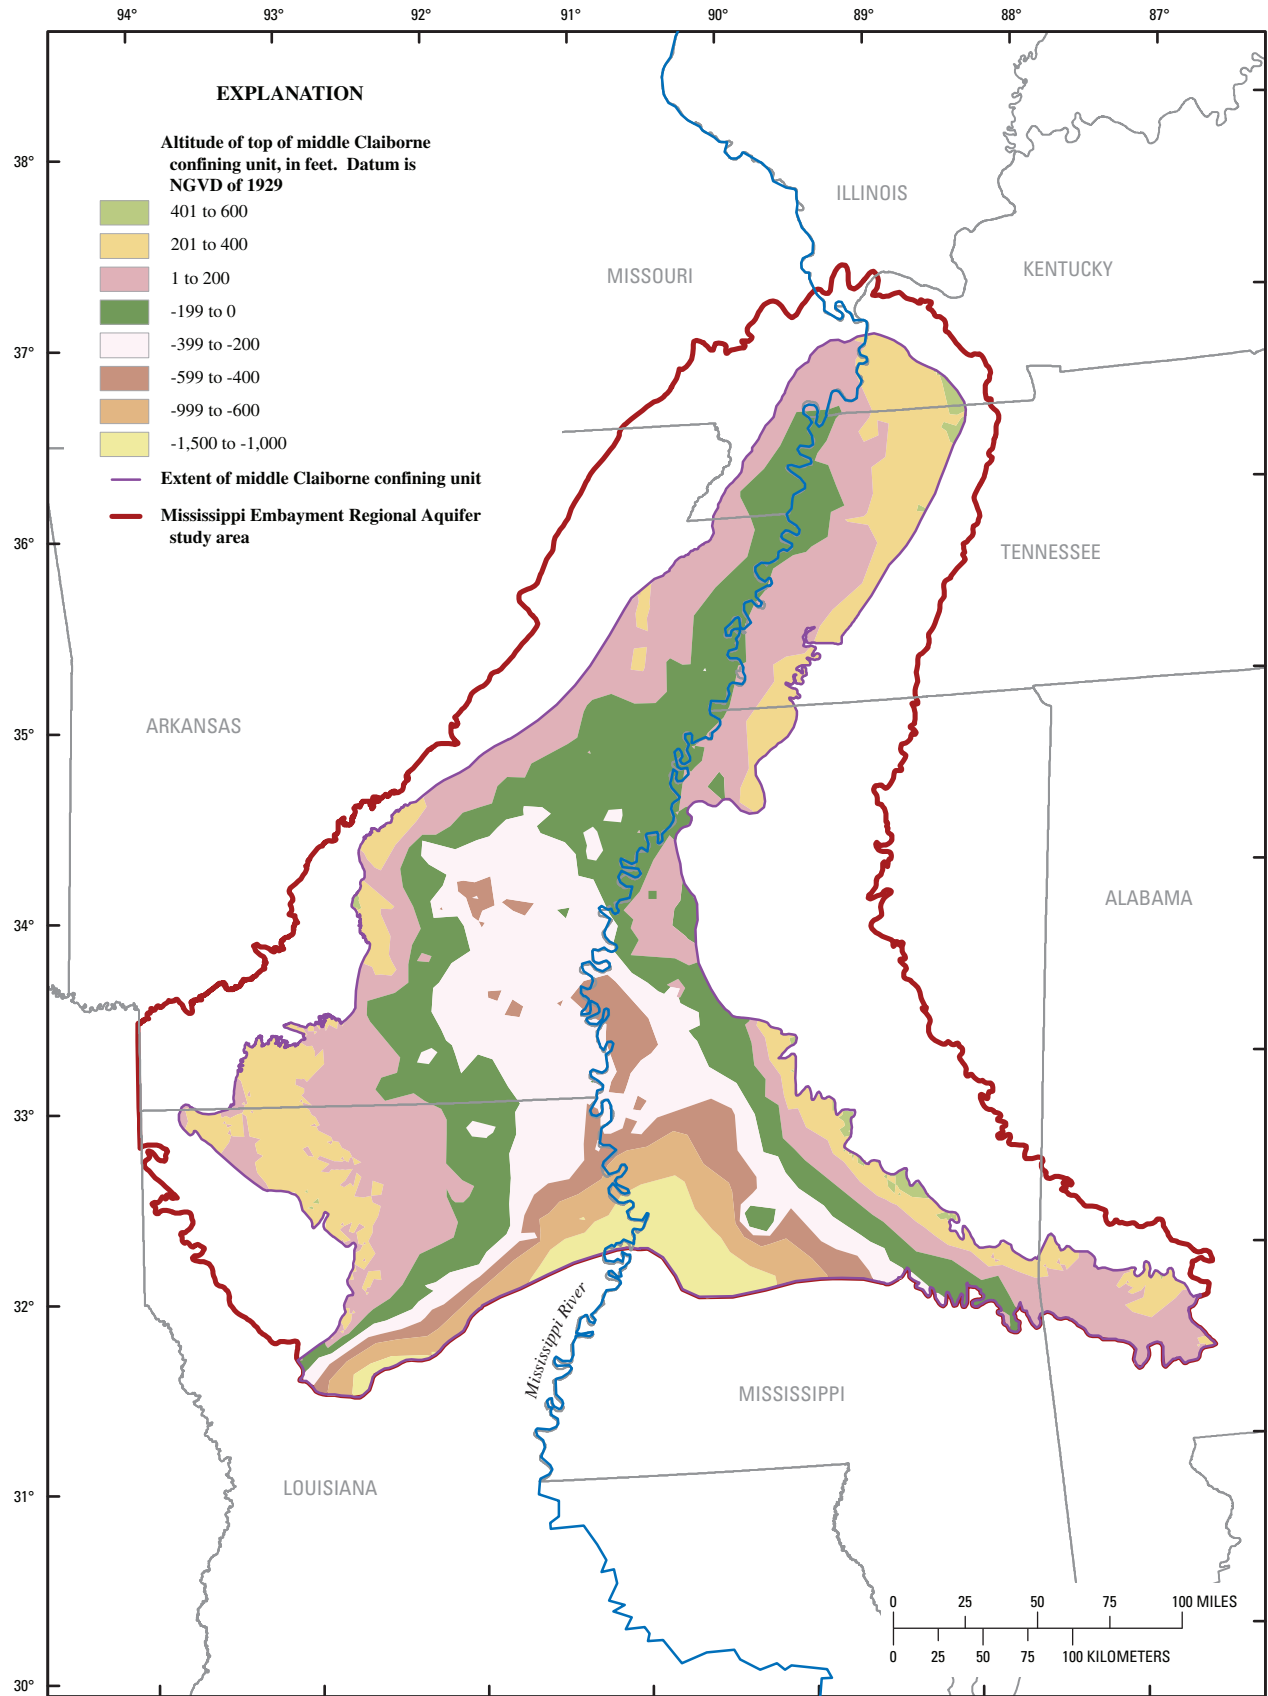 94° 93° 92° 91° 90° 89° 88° 87°
EXPLANATION
Altitude of top of middle Claiborne
confining unit, in feet. Datum is
NGVD of 1929
401 to 600
201 to 400
1 to 200
-199 to 0
-399 to -200
-599 to -400
-999 to -600
-1,500 to -1,000
Extent of middle Claiborne confining unit
Mississippi Embayment Regional Aquifer
study area
38°
37°
36°
35°
34°
33°
32°
31°
30°
ILLINOIS
MISSOURI
KENTUCKY
TENNESSEE
ARKANSAS
ALABAMA
Mississippi River
MISSISSIPPI
LOUISIANA
0 25 50 75 100 MILES
0 25 50 75 100 KILOMETERS